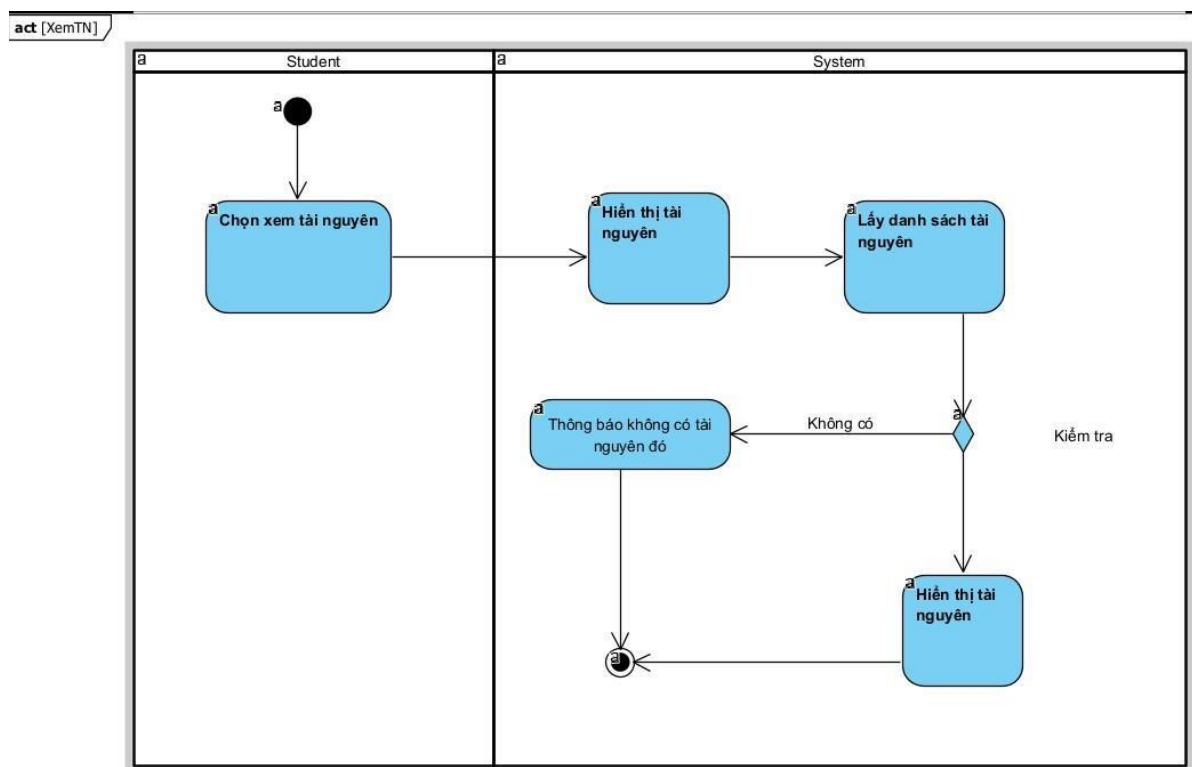 act [XemTN]
a
Student
a
System
a
a
Chọn xem tài nguyên
a
Hiển thị tài
nguyên
a
Lấy danh sách tài
nguyên
a
Thông báo không có tài
nguyên đó
Không có
a
Kiểm tra
a
Hiển thị tài
nguyên
a